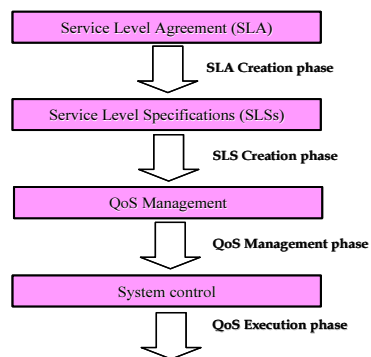 Service Level Agreement (SLA)
SLA Creation phase
Service Level Specifications (SLSs)
SLS Creation phase
QoS Management
QoS Management phase
System control
QoS Execution phase